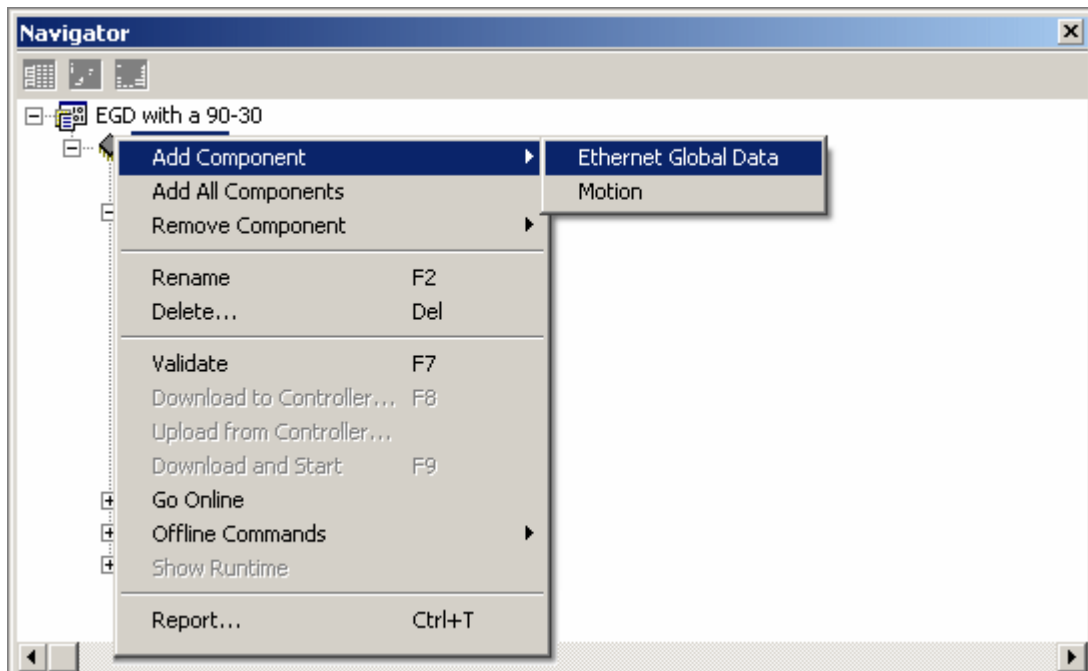 Navigator
EGD with a 90-30
Add Component Ethernet Global Data
Add All Components Motion
Remove Component
Rename F2
Delete... Del
Validate F7
Download to Controller... F8
Upload from Controller...
Download and Start F9
Go Online
Offline Commands
Show Runtime
Report... Ctrl+T